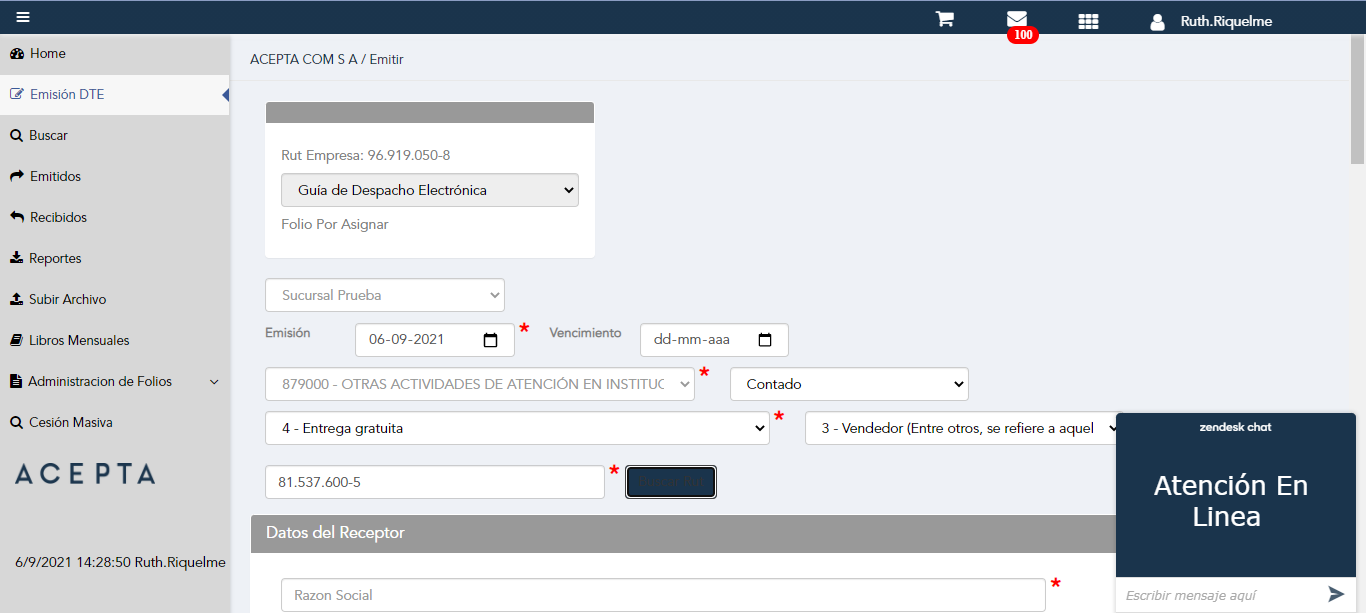 100
Ruth.Riquelme
Home
Emisión DTE
Buscar
Emitidos
Recibidos
Reportes
Subir Archivo
Libros Mensuales
Administracion de Folios
Cesión Masiva
ACEPTA
6/9/2021 14:28:50 Ruth.Riquelme
ACEPTA COM S A / Emitir
Rut Empresa: 96.919.050-8
Guía de Despacho Electrónica
Folio Por Asignar
Sucursal Prueba
Emisión 06-09-2021 * Vencimiento dd-mm-aaa
879000 - OTRAS ACTIVIDADES DE ATENCIÓN EN INSTITUC * Contado
4 - Entrega gratuita * 3 - Vendedor (Entre otros, se refiere a aquel
81.537.600-5 *
Datos del Receptor
Razon Social *
zendesk chat
Atención En
Linea
Escribir mensaje aquí